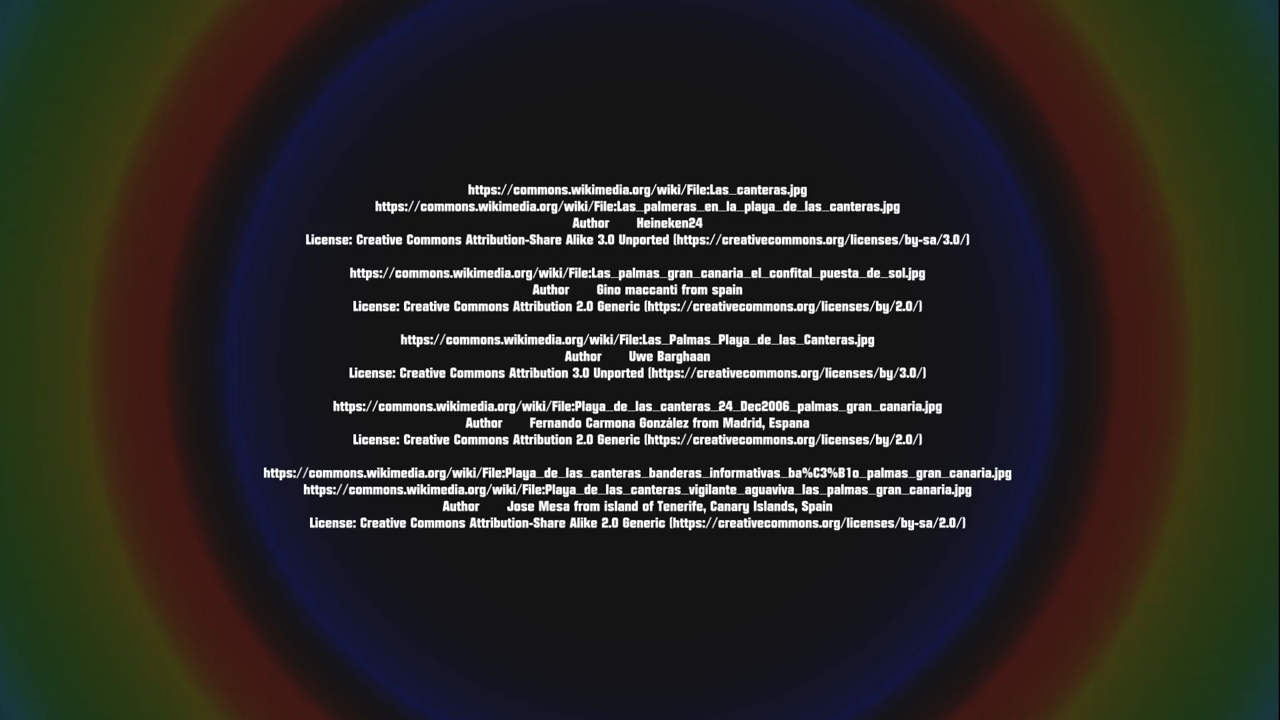 https://commons.wikimedia.org/wiki/File:Las_canteras.jpg
https://commons.wikimedia.org/wiki/File:Las_palmeras_en_la_playa_de_las_canteras.jpg
Author Heineken24
License: Creative Commons Attribution-Share Alike 3.0 Unported (https://creativecommons.org/licenses/by-sa/3.0/)
https://commons.wikimedia.org/wiki/File:Las_palmas_gran_canaria_el_confital_puesta_de_sol.jpg
Author Gino maccanti from spain
License: Creative Commons Attribution 2.0 Generic (https://creativecommons.org/licenses/by/2.0/)
https://commons.wikimedia.org/wiki/File:Las_Palmas_Playa_de_las_Canteras.jpg
Author Uwe Barghaan
License: Creative Commons Attribution 3.0 Unported (https://creativecommons.org/licenses/by/3.0/)
https://commons.wikimedia.org/wiki/File:Playa_de_las_canteras_24_Dec2006_palmas_gran_canaria.jpg
Author Fernando Carmona González from Madrid, Espana
License: Creative Commons Attribution 2.0 Generic (https://creativecommons.org/licenses/by/2.0/)
https://commons.wikimedia.org/wiki/File:Playa_de_las_canteras_banderas_informativas_ba%C3%B1o_palmas_gran_canaria.jpg
https://commons.wikimedia.org/wiki/File:Playa_de_las_canteras_vigilante_aguaviva_las_palmas_gran_canaria.jpg
Author Jose Mesa from island of Tenerife, Canary Islands, Spain
License: Creative Commons Attribution-Share Alike 2.0 Generic (https://creativecommons.org/licenses/by-sa/2.0/)